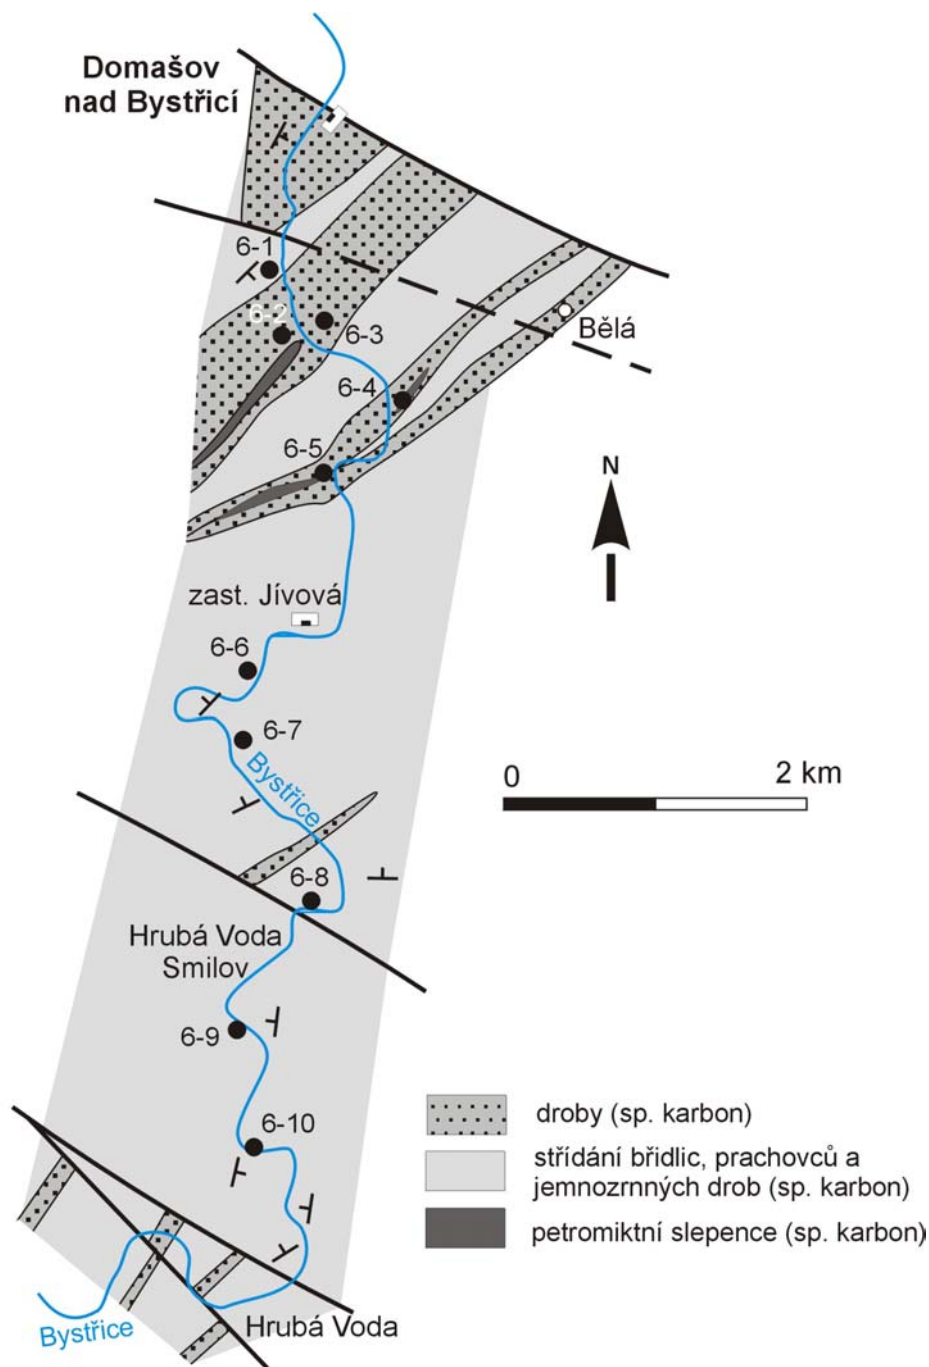 Domašov
nad Bystřicí
6-1
6-2
6-3
Bělá
6-4
6-5
N
zast. Jívová
6-6
6-7
Bystřice
0
2 km
6-8
Hrubá Voda
Smilov
6-9
6-10
droby (sp. karbon)
střídání břidlic, prachovců a
jemnozrnných drob (sp. karbon)
petromiktní slepence (sp. karbon)
Bystřice
Hrubá Voda